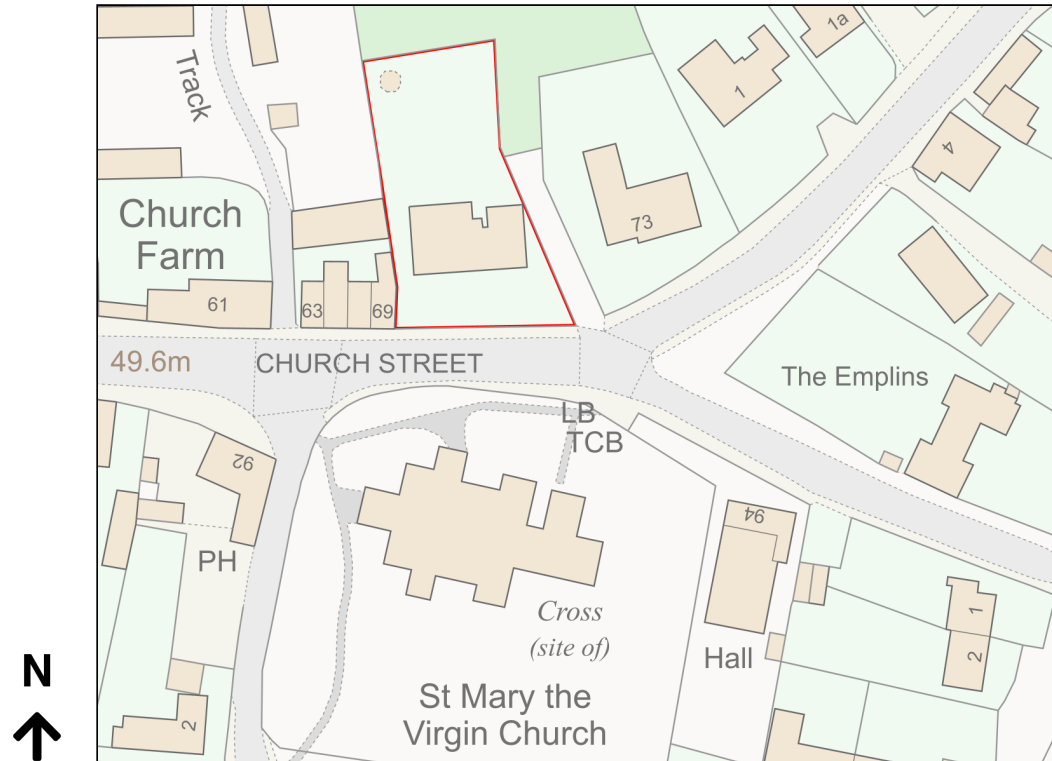 1a
Track
1
4
Church
Farm
73
61
63
69
49.6m
CHURCH STREET
The Emplins
LB
TCB
92
94
PH
Cross
(site of)
1
Hall
2
N
St Mary the
Virgin Church
2